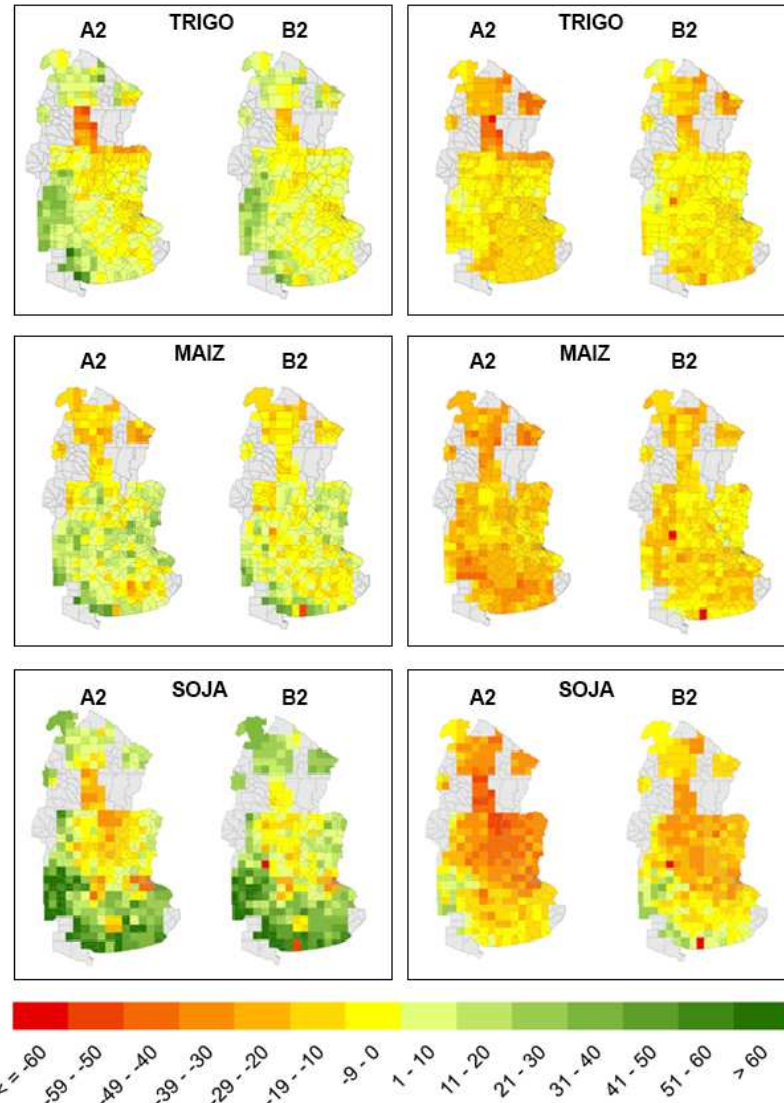 TRIGO
A2 B2
TRIGO
A2 B2
MAIZ
A2 B2
MAIZ
A2 B2
SOJA
A2 B2
SOJA
A2 B2
< = -60
-59 - -50
-49 - -40
-39 - -30
-29 - -20
-19 - -10
-9 - 0
1 - 10
11 - 20
21 - 30
31 - 40
41 - 50
51 - 60
> 60